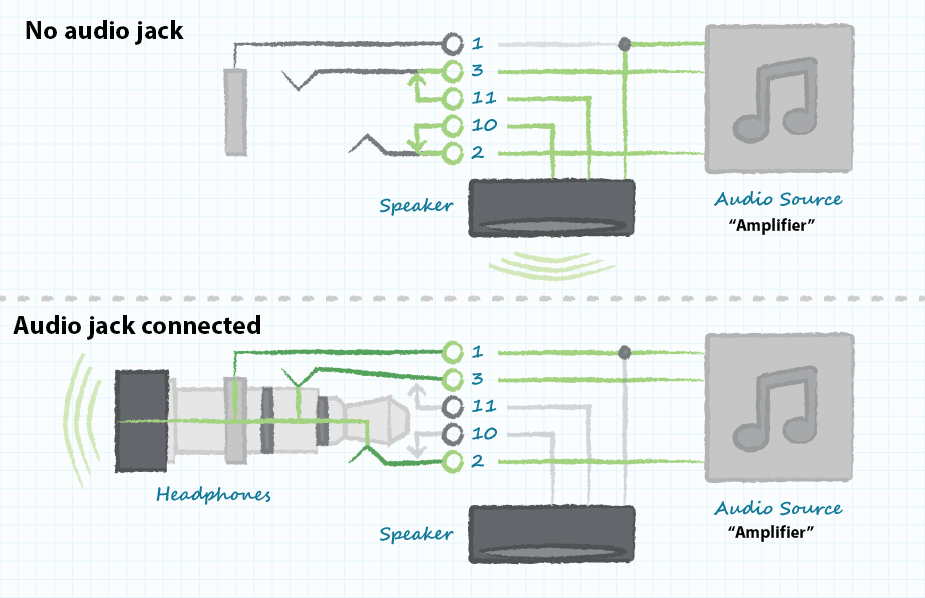 No audio jack
1
3
11
10
2
Speaker
Audio Source
“Amplifier”
Audio jack connected
1
3
11
10
2
Headphones
Speaker
Audio Source
“Amplifier”